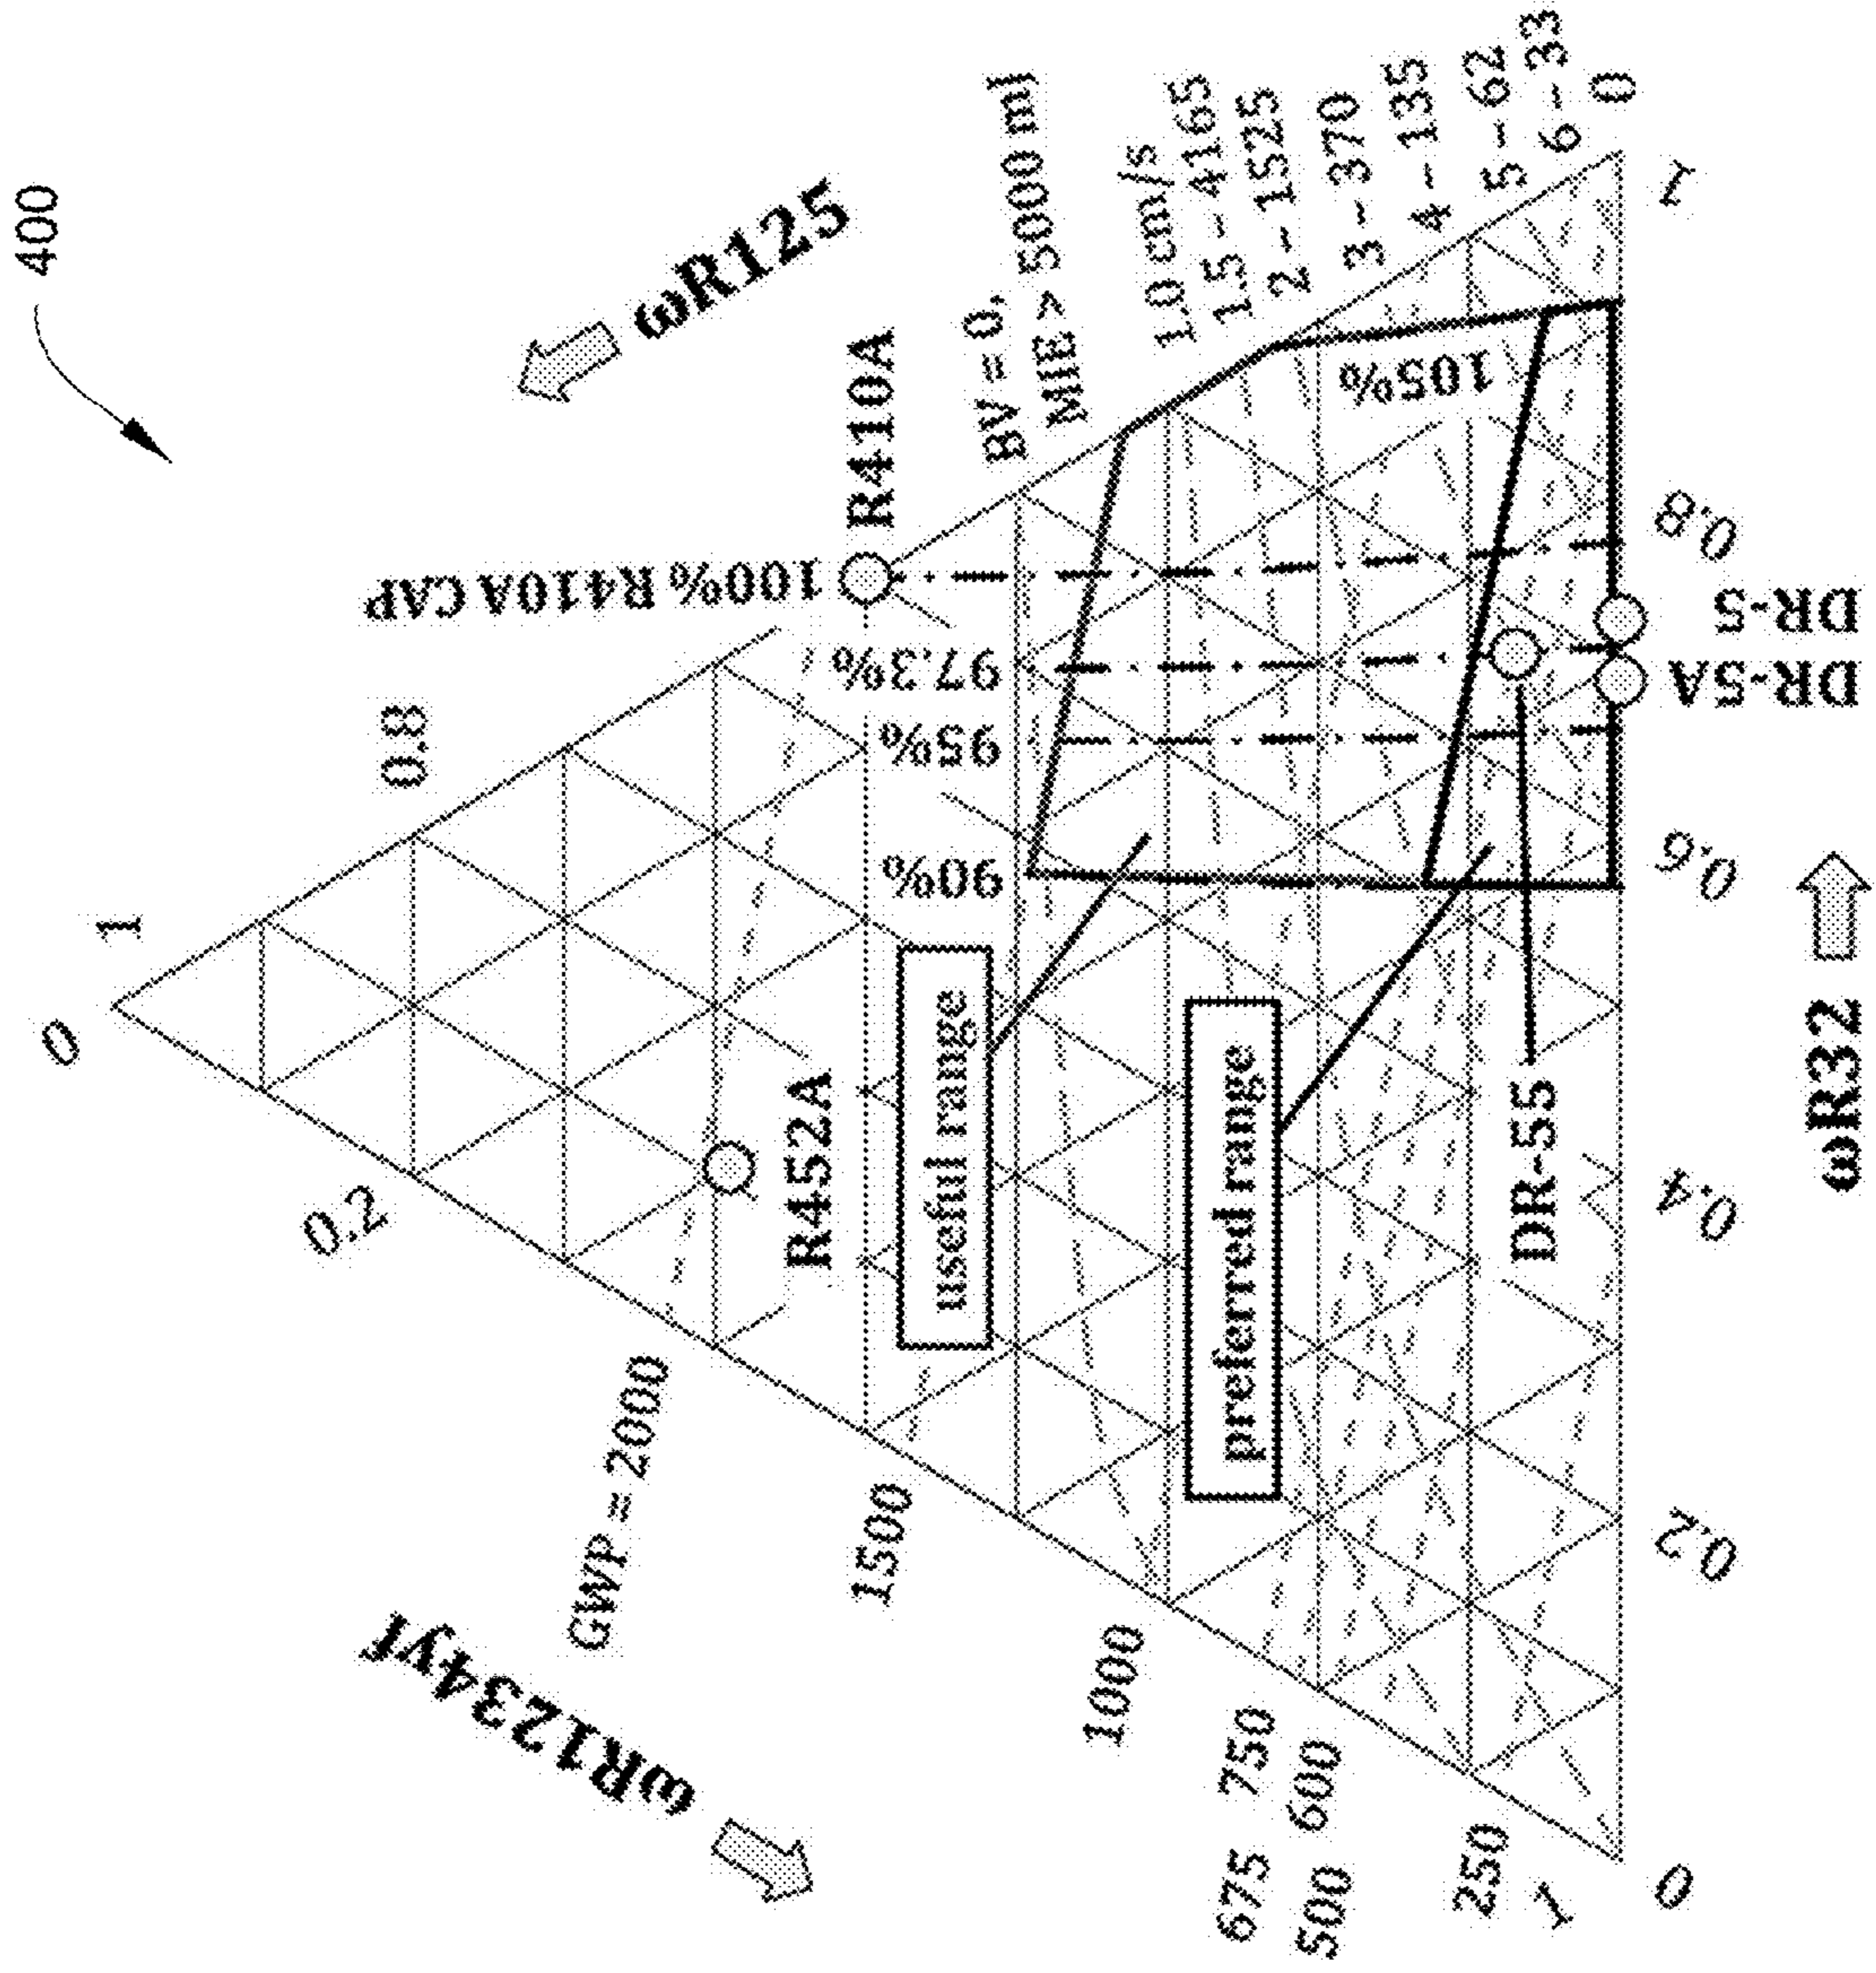 400
ωR125
ωR1234yf
ωR32
1
0
0.8
0.2
GWP = 2000
R452A
1500
1000
675 750
500 600
250
1
0
0.2
0.4
0.6
0.8
1
0
100% R410A CAP
R410A
97.3%
95%
90%
105%
BV = 0,
MIE > 5000 mJ
1.0 cm/s
1.5 - 4165
2 - 1525
3 - 370
4 - 135
5 - 62
6 - 33
useful range
preferred range
DR-55
DR-5A
DR-5